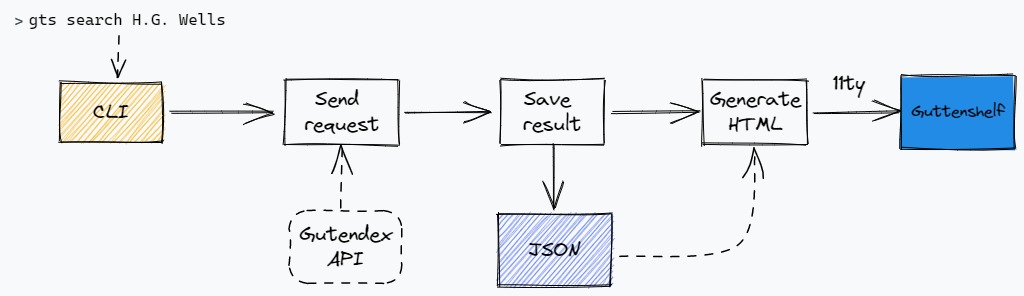 > gts search H.G. Wells
CLI
Send
request
Save
result
Generate
HTML
11ty
Guttenshelf
Gutendex
API
JSON